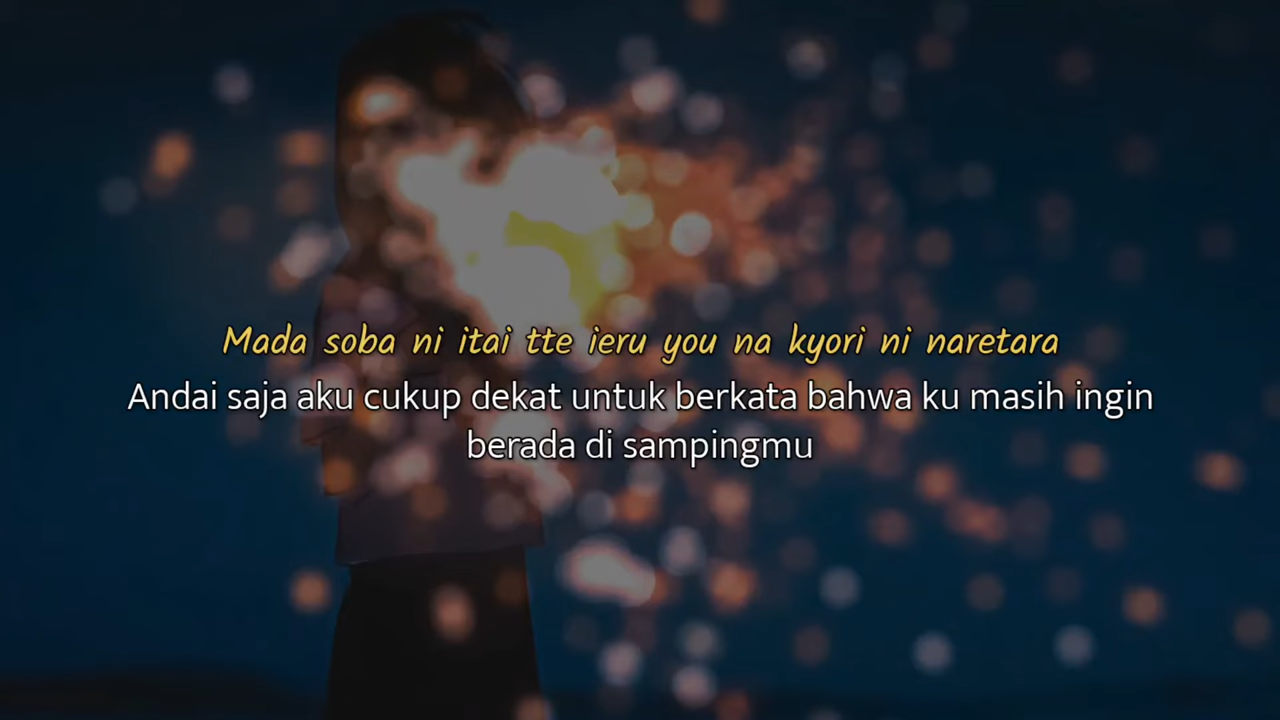 Mada soba ni itai tte ieru you na kyori ni naretara
Andai saja aku cukup dekat untuk berkata bahwa ku masih ingin
berada di sampingmu